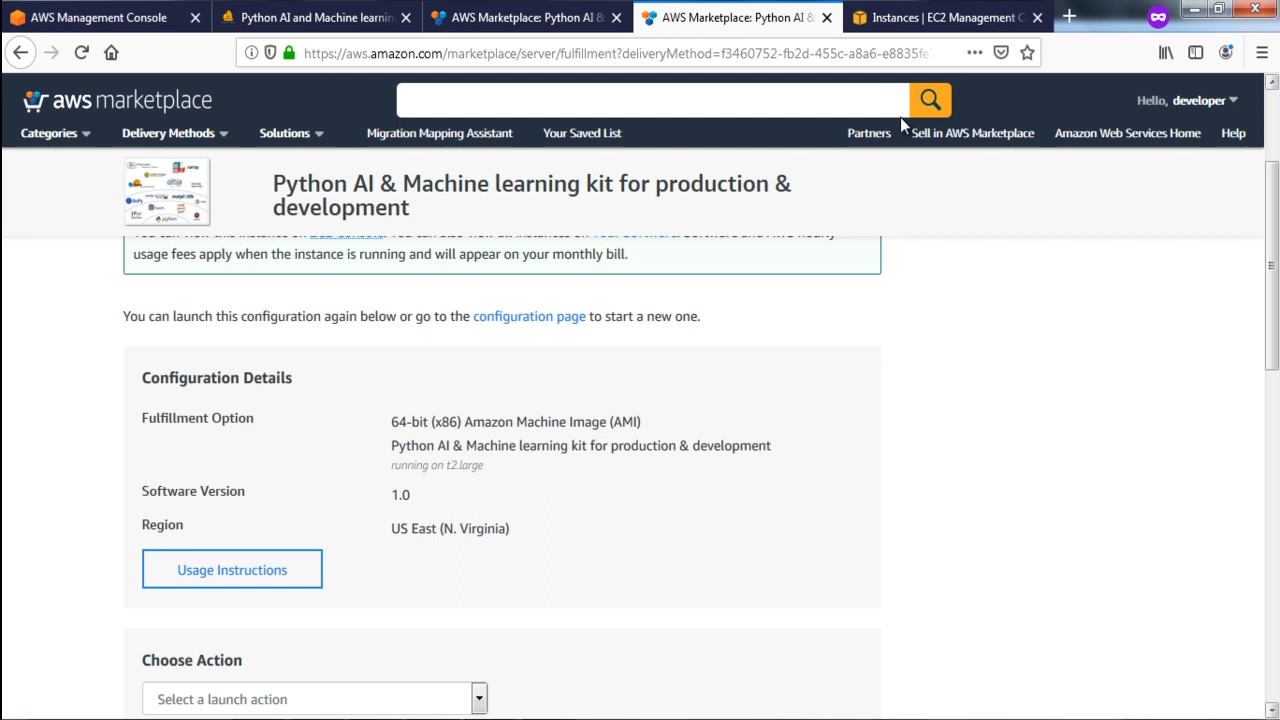 AWS Management Console
Python AI and Machine learnin
AWS Marketplace: Python AI &
AWS Marketplace: Python AI &
Instances | EC2 Management C
https://aws.amazon.com/marketplace/server/fulfillment?deliveryMethod=f3460752-fb2d-455c-a8a6-e8835fe
aws marketplace
Hello, developer
Categories
Delivery Methods
Solutions
Migration Mapping Assistant
Your Saved List
Partners
Sell in AWS Marketplace
Amazon Web Services Home
Help
Python AI & Machine learning kit for production &
development
usage fees apply when the instance is running and will appear on your monthly bill.
You can launch this configuration again below or go to the configuration page to start a new one.
Configuration Details
Fulfillment Option
64-bit (x86) Amazon Machine Image (AMI)
Python AI & Machine learning kit for production & development
running on t2.large
Software Version
1.0
Region
US East (N. Virginia)
Usage Instructions
Choose Action
Select a launch action